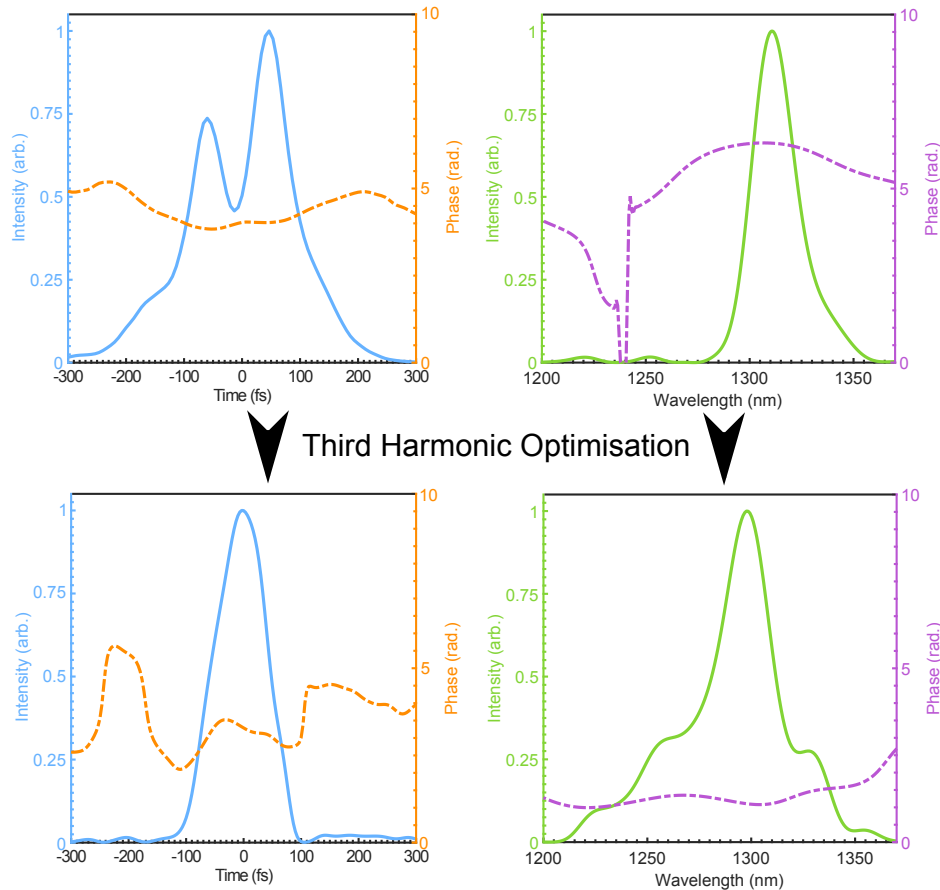 10
10
1
1
0.75
0.75
Intensity (arb.)
Phase (rad.)
Intensity (arb.)
Phase (rad.)
0.5
5
0.5
5
0.25
0.25
0
0
0
0
-300 -200 -100 0 100 200 300
1200 1250 1300 1350
Time (fs)
Wavelength (nm)
Third Harmonic Optimisation
10
10
1
1
0.75
0.75
Intensity (arb.)
Phase (rad.)
Intensity (arb.)
Phase (rad.)
0.5
5
0.5
5
0.25
0.25
0
0
0
0
-300 -200 -100 0 100 200 300
1200 1250 1300 1350
Time (fs)
Wavelength (nm)